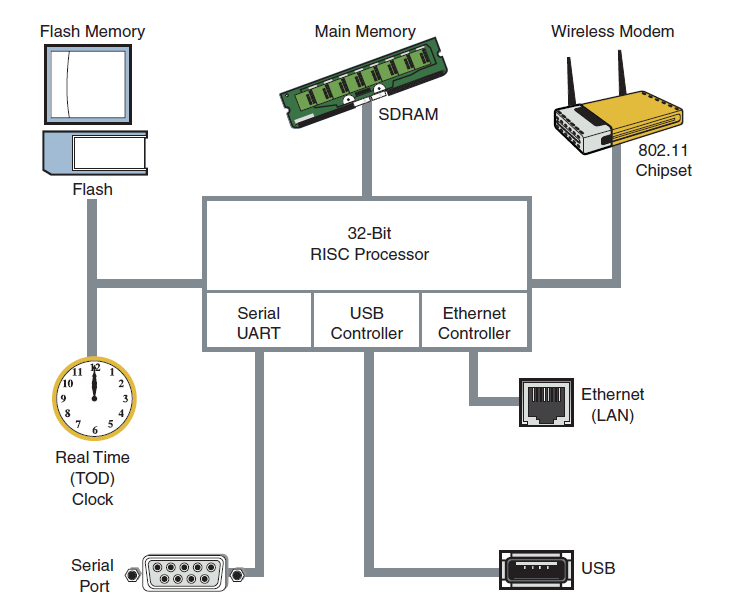 Flash Memory
Main Memory
Wireless Modem
SDRAM
802.11
Chipset
Flash
32-Bit
RISC Processor
Serial
UART
USB
Controller
Ethernet
Controller
12
1
2
3
4
5
6
7
8
9
10
11
Ethernet
(LAN)
Real Time
(TOD)
Clock
Serial
Port
USB